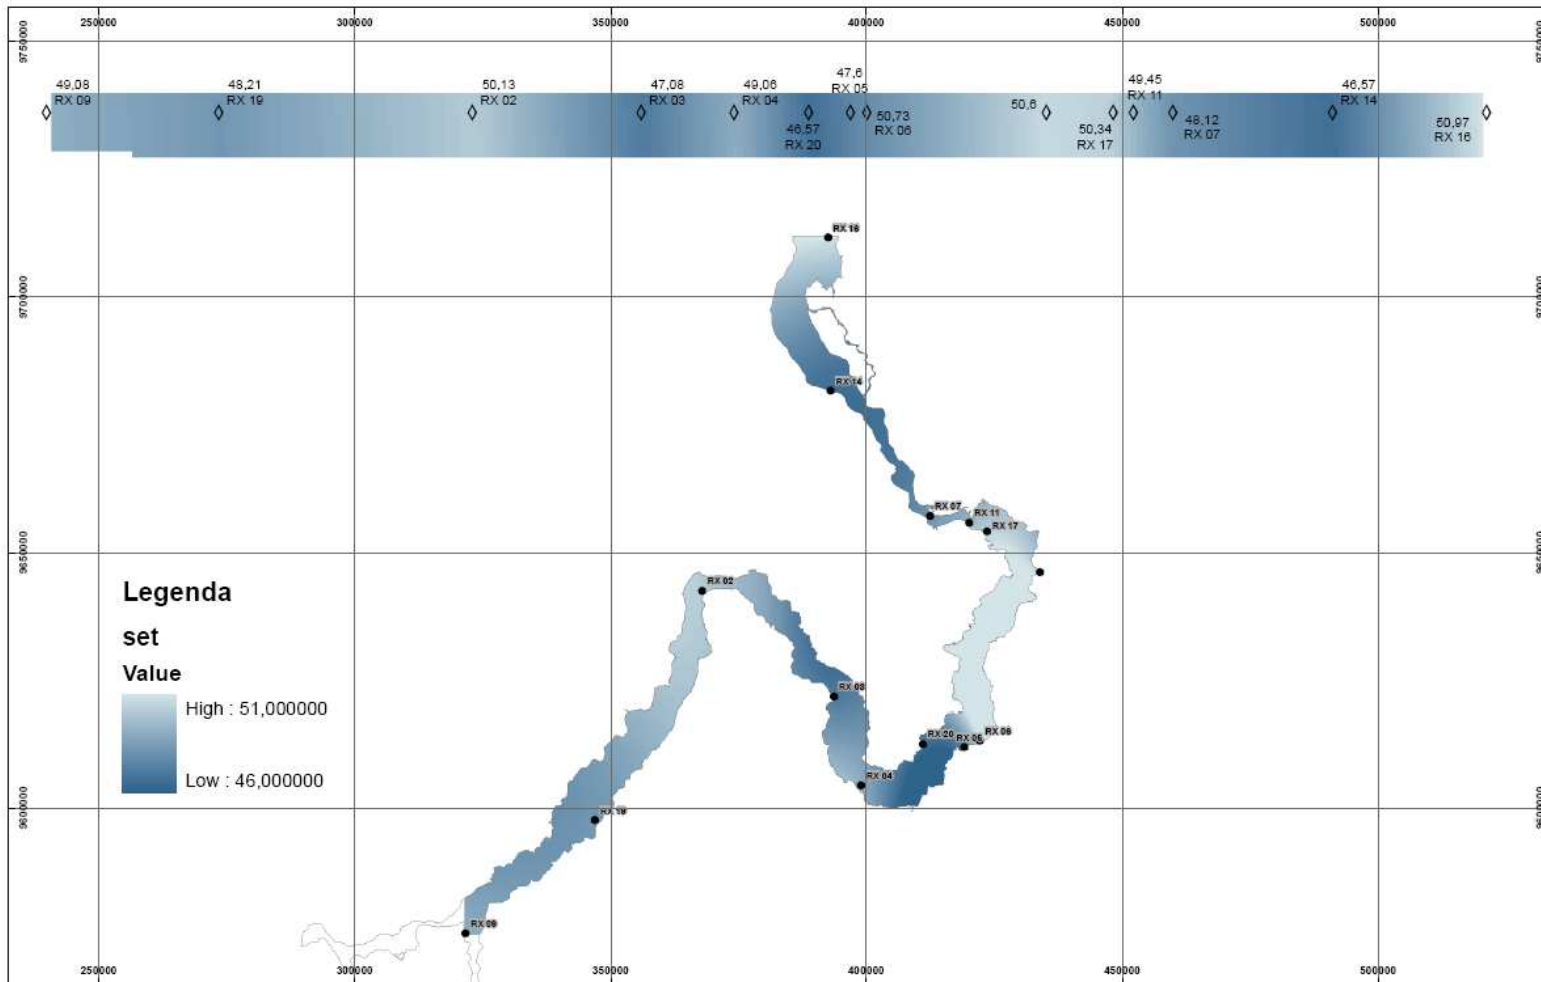 250000 300000 350000 400000 450000 500000
9750000 9750000
47,6
49,08 48,21 50,13 47,08 49,06 RX 05 49,45 46,57
RX 09 RX 19 RX 02 RX 03 RX 04 RX 11 RX 14
50,6
50,73 48,12 50,97
46,57 RX 06 50,34 RX 07 RX 16
RX 20 RX 17
RX 16
9700000 9700000
RX 14
RX 07
RX 11
RX 17
9650000 9650000
RX 02
Legenda
set
Value
High : 51,000000
Low : 46,000000
RX 03
RX 06
RX 20 RX 05
RX 04
9600000 9600000
RX 19
RX 09
250000 300000 350000 400000 450000 500000